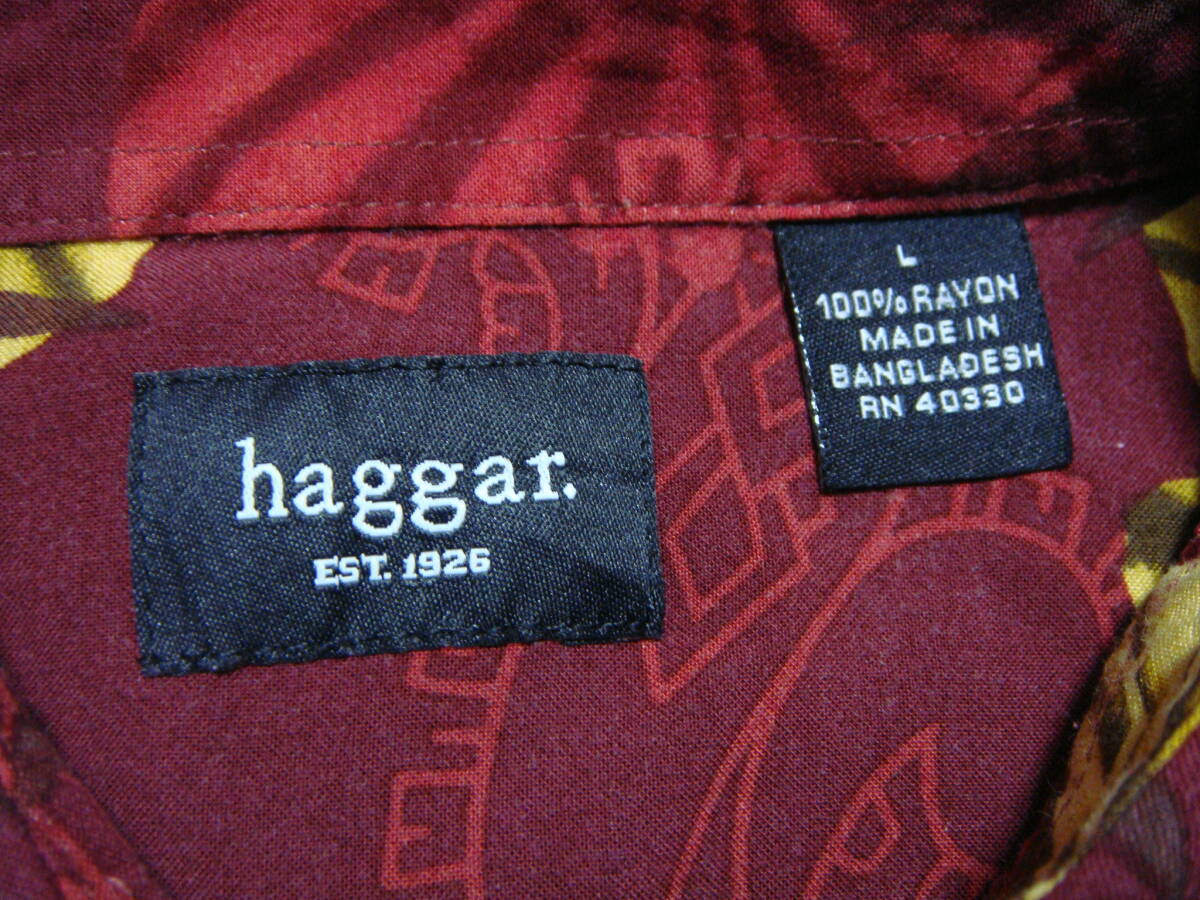 haggar.
EST. 1926
L
100% RAYON
MADE IN
BANGLADESH
RN 40330